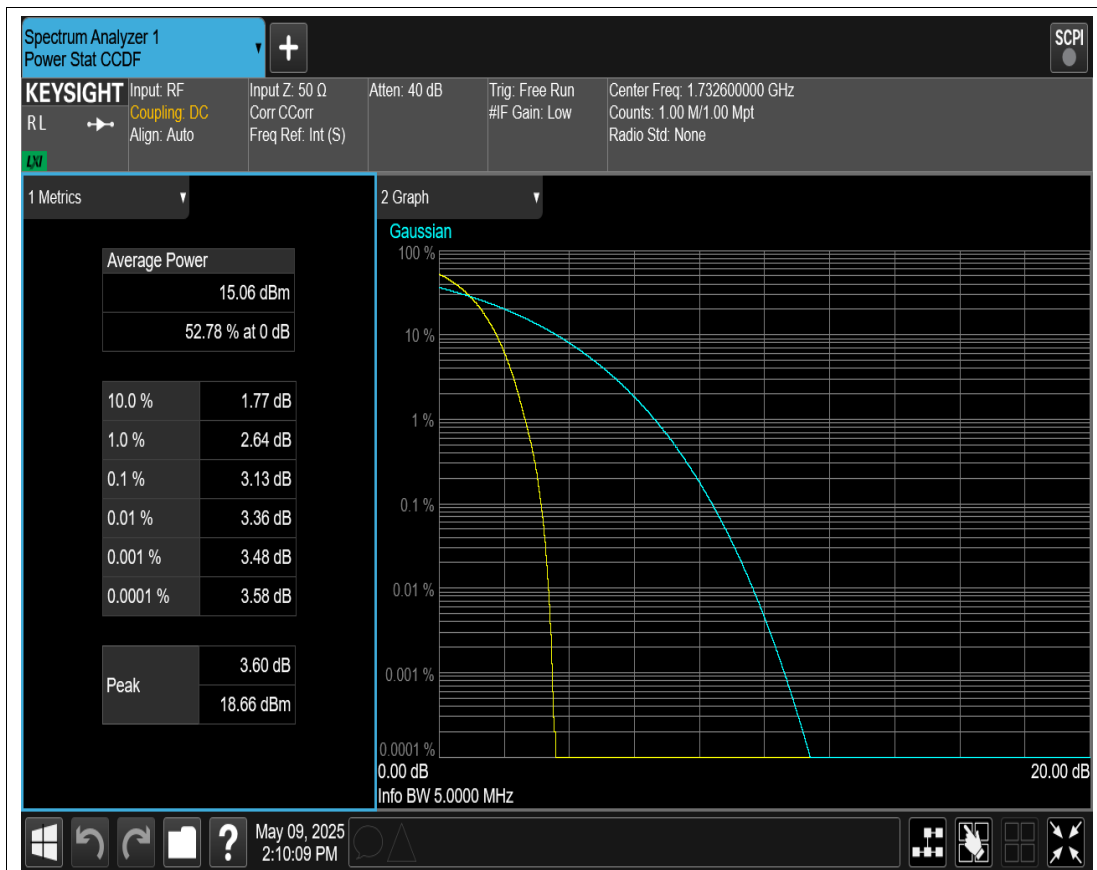 Spectrum Analyzer 1
Power Stat CCDF
▼
+
SCPI
KEYSIGHT
RL
LXI
Input: RF
Coupling: DC
Align: Auto
Input Z: 50 Ω
Corr CCorr
Freq Ref: Int (S)
Atten: 40 dB
Trig: Free Run
#IF Gain: Low
Center Freq: 1.732600000 GHz
Counts: 1.00 M/1.00 Mpt
Radio Std: None
1 Metrics
▼
Average Power
15.06 dBm
52.78 % at 0 dB
10.0 % 1.77 dB
1.0 % 2.64 dB
0.1 % 3.13 dB
0.01 % 3.36 dB
0.001 % 3.48 dB
0.0001 % 3.58 dB
Peak
3.60 dB
18.66 dBm
2 Graph
▼
Gaussian
100 %
10 %
1 %
0.1 %
0.01 %
0.001 %
0.0001 %
0.00 dB 20.00 dB
Info BW 5.0000 MHz
?
May 09, 2025
2:10:09 PM